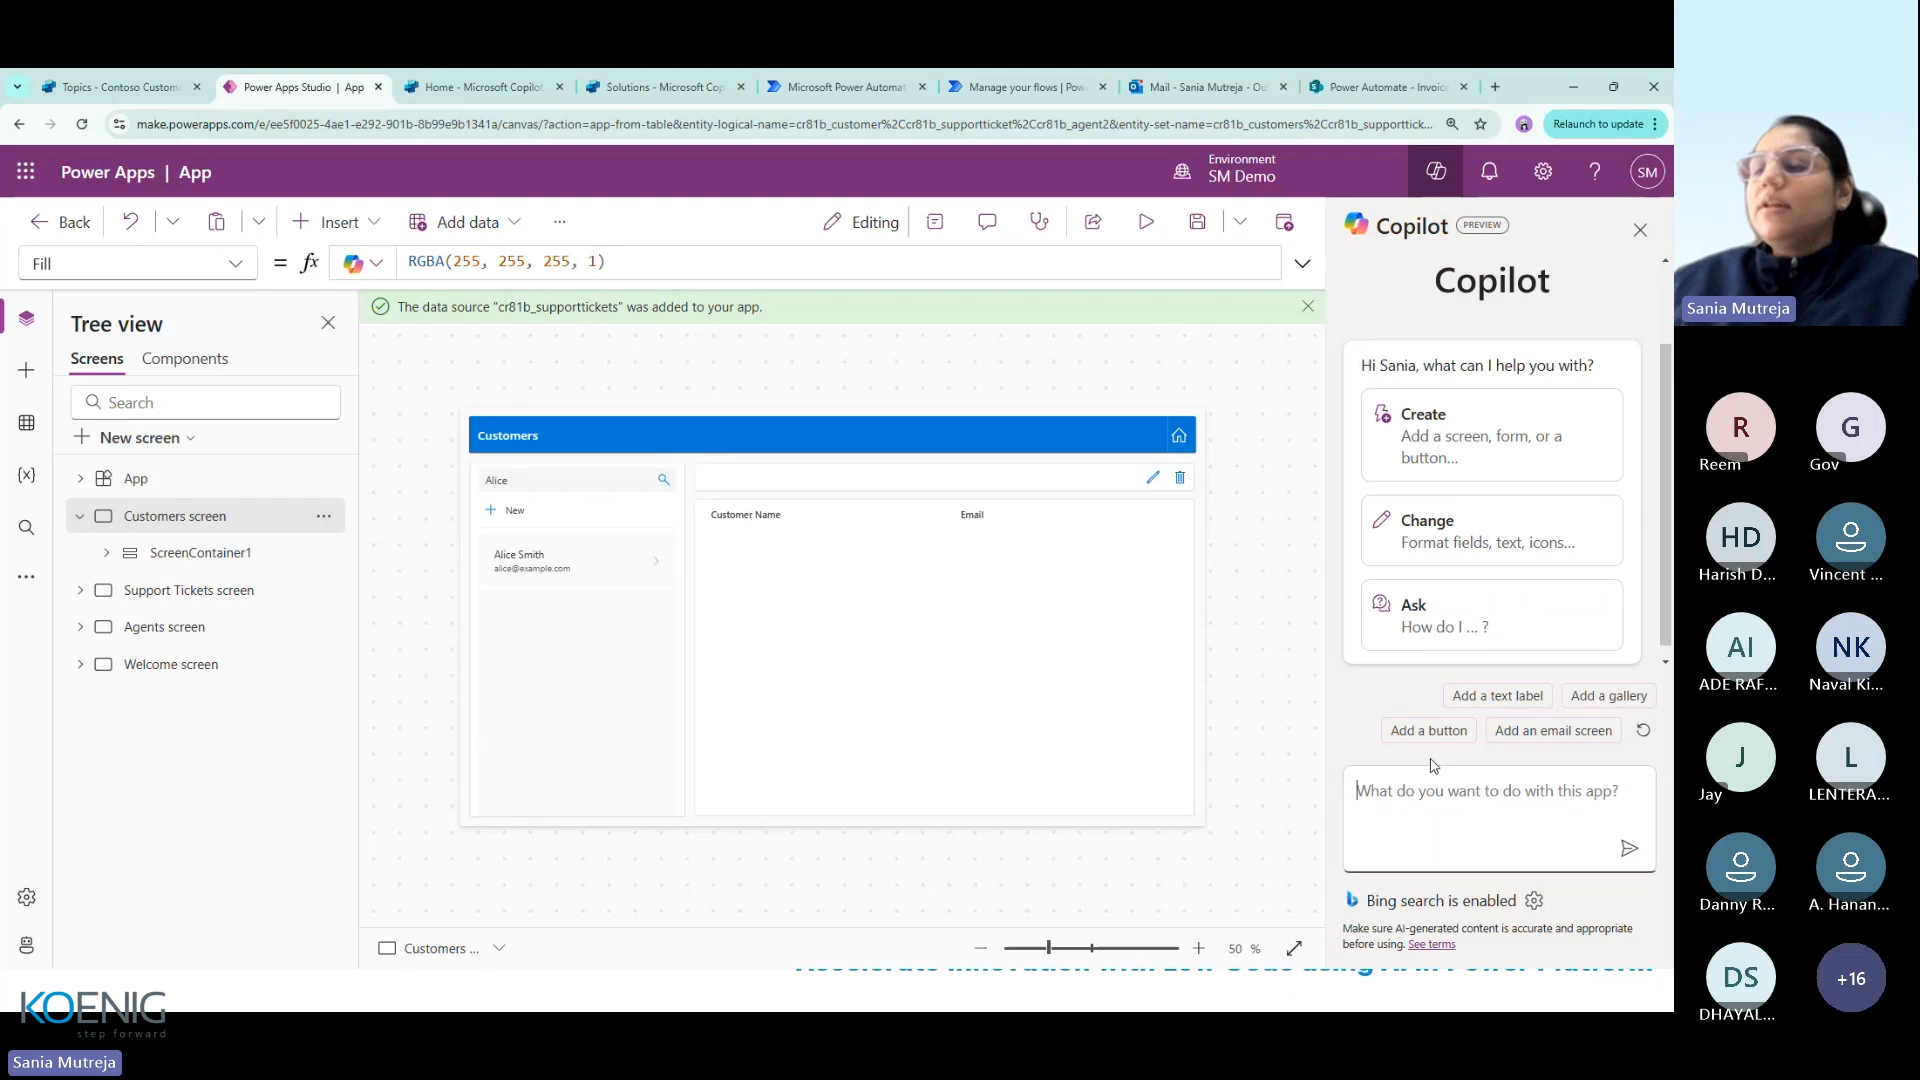 Topics - Contoso Custom
Power Apps Studio | App
Home - Microsoft Copilot
Solutions - Microsoft Cop
Microsoft Power Automat
Manage your flows | Pow
Mail - Sania Mutreja - Ou
Power Automate - Invoic
make.powerapps.com/e/ee5f0025-4ae1-e292-901b-8b99e9b1341a/canvas/?action=app-from-table&entity-logical-name=cr81b_customer%2Ccr81b_supportticket%2Ccr81b_agent2&entity-set-name=cr81b_customers%2Ccr81b_supporttick...
Relaunch to update
Power Apps | App
Environment
SM Demo
SM
Back
Insert
Add data
Editing
Fill
= fx
RGBA(255, 255, 255, 1)
The data source "cr81b_supporttickets" was added to your app.
Tree view
Screens
Components
Search
New screen
App
Customers screen
ScreenContainer1
Support Tickets screen
Agents screen
Welcome screen
Customers
Alice
New
Alice Smith
alice@example.com
Customer Name
Email
Customers ...
50 %
Copilot
PREVIEW
Copilot
Hi Sania, what can I help you with?
Create
Add a screen, form, or a
button...
Change
Format fields, text, icons...
Ask
How do I ... ?
Add a text label
Add a gallery
Add a button
Add an email screen
What do you want to do with this app?
Bing search is enabled
Make sure AI-generated content is accurate and appropriate
before using. See terms
KOENIG
step forward
Sania Mutreja
Sania Mutreja
R
Reem
G
Gov
HD
Harish D...
Vincent ...
AI
ADE RAF...
NK
Naval Ki...
J
Jay
L
LENTERA...
Danny R...
A. Hanan...
DS
DHAYAL...
+16